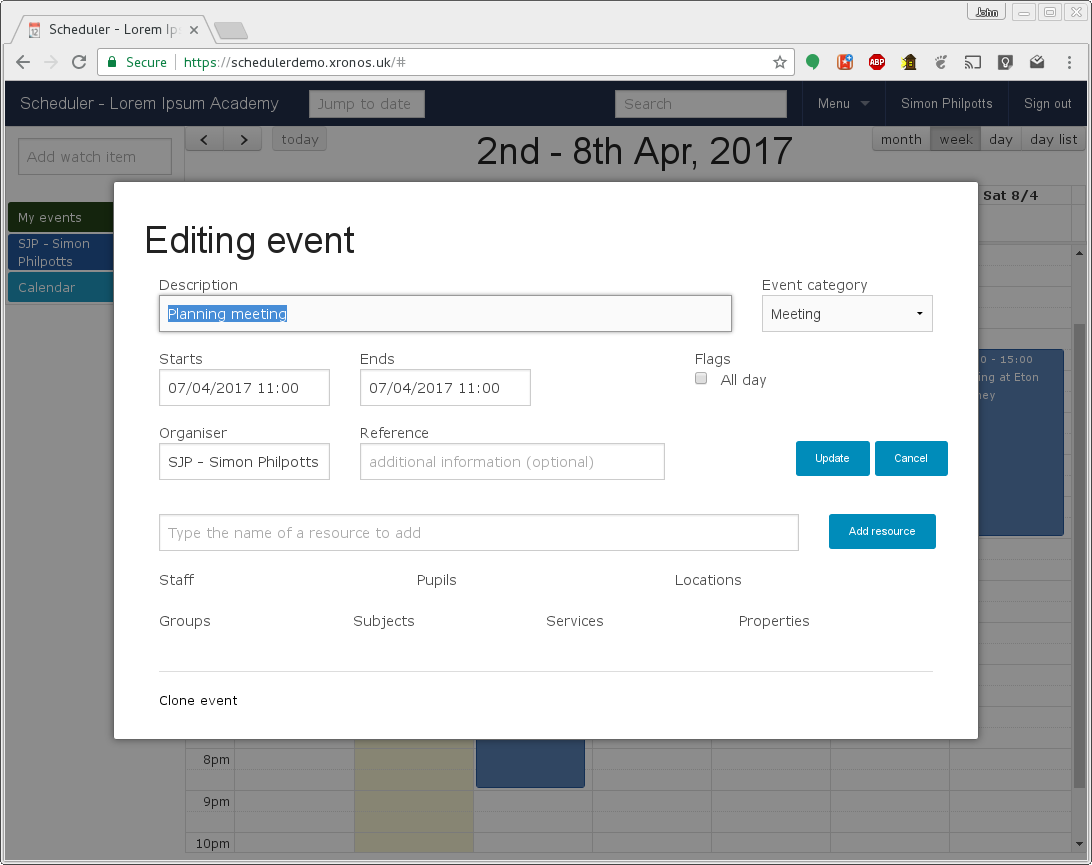 John
Scheduler - Lorem Ips
Secure https://schedulerdemo.xronos.uk/#
ABP
Scheduler - Lorem Ipsum Academy Jump to date Search Menu Simon Philpotts Sign out
Add watch item today 2nd - 8th Apr, 2017 month week day day list
Sat 8/4
My events
SJP - Simon
Philpotts
Calendar
Editing event
Description Event category
Planning meeting Meeting
Starts Ends Flags
07/04/2017 11:00 07/04/2017 11:00 All day
Organiser Reference
SJP - Simon Philpotts additional information (optional) Update Cancel
Type the name of a resource to add Add resource
Staff Pupils Locations
Groups Subjects Services Properties
Clone event
0 - 15:00
ing at Eton
ney
8pm
9pm
10pm